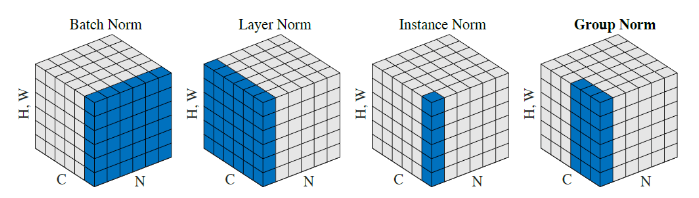 Batch Norm
Layer Norm
Instance Norm
Group Norm
H, W
C
N
H, W
C
N
H, W
C
N
H, W
C
N